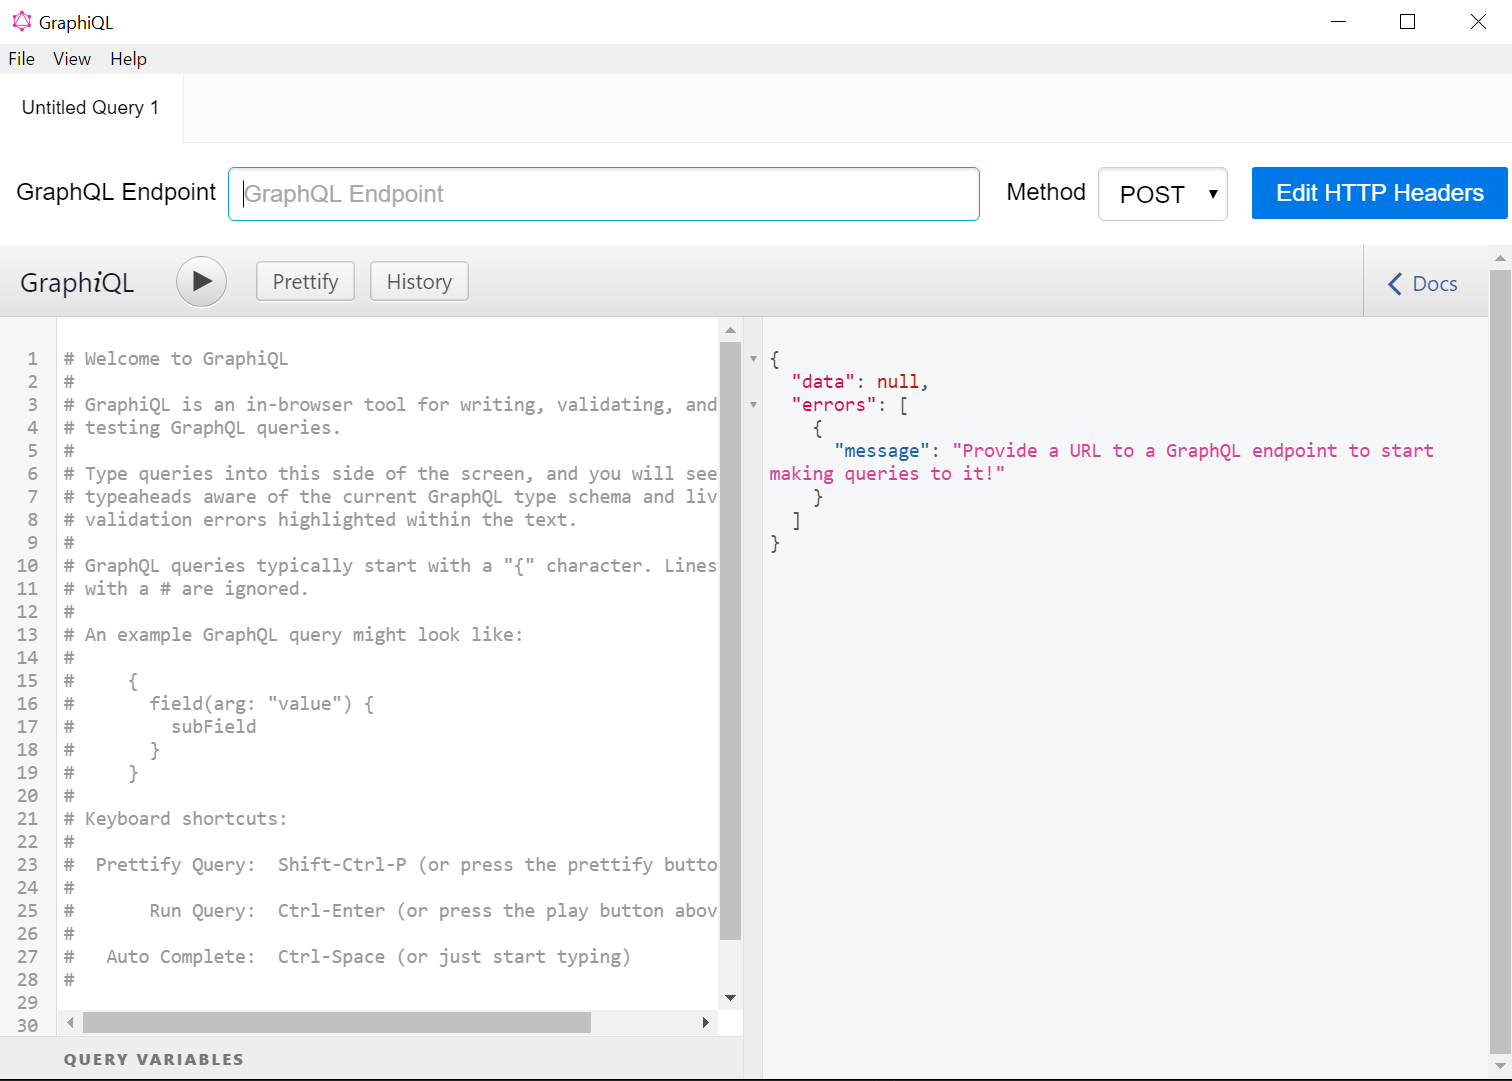 GraphiQL
File View Help
Untitled Query 1
GraphQL Endpoint GraphQL Endpoint Method POST Edit HTTP Headers
GraphiQL Prettify History Docs
1 # Welcome to GraphiQL
2 #
3 # GraphiQL is an in-browser tool for writing, validating, and
4 # testing GraphQL queries.
5 #
6 # Type queries into this side of the screen, and you will see
7 # typeaheads aware of the current GraphQL type schema and liv
8 # validation errors highlighted within the text.
9 #
10 # GraphQL queries typically start with a "{" character. Lines
11 # with a # are ignored.
12 #
13 # An example GraphQL query might look like:
14 #
15 #     {
16 #       field(arg: "value") {
17 #         subField
18 #       }
19 #     }
20 #
21 # Keyboard shortcuts:
22 #
23 #  Prettify Query:  Shift-Ctrl-P (or press the prettify butto
24 #
25 #       Run Query:  Ctrl-Enter (or press the play button abov
26 #
27 #   Auto Complete:  Ctrl-Space (or just start typing)
28 #
29
30
QUERY VARIABLES
{
  "data": null,
  "errors": [
    {
      "message": "Provide a URL to a GraphQL endpoint to start
making queries to it!"
    }
  ]
}